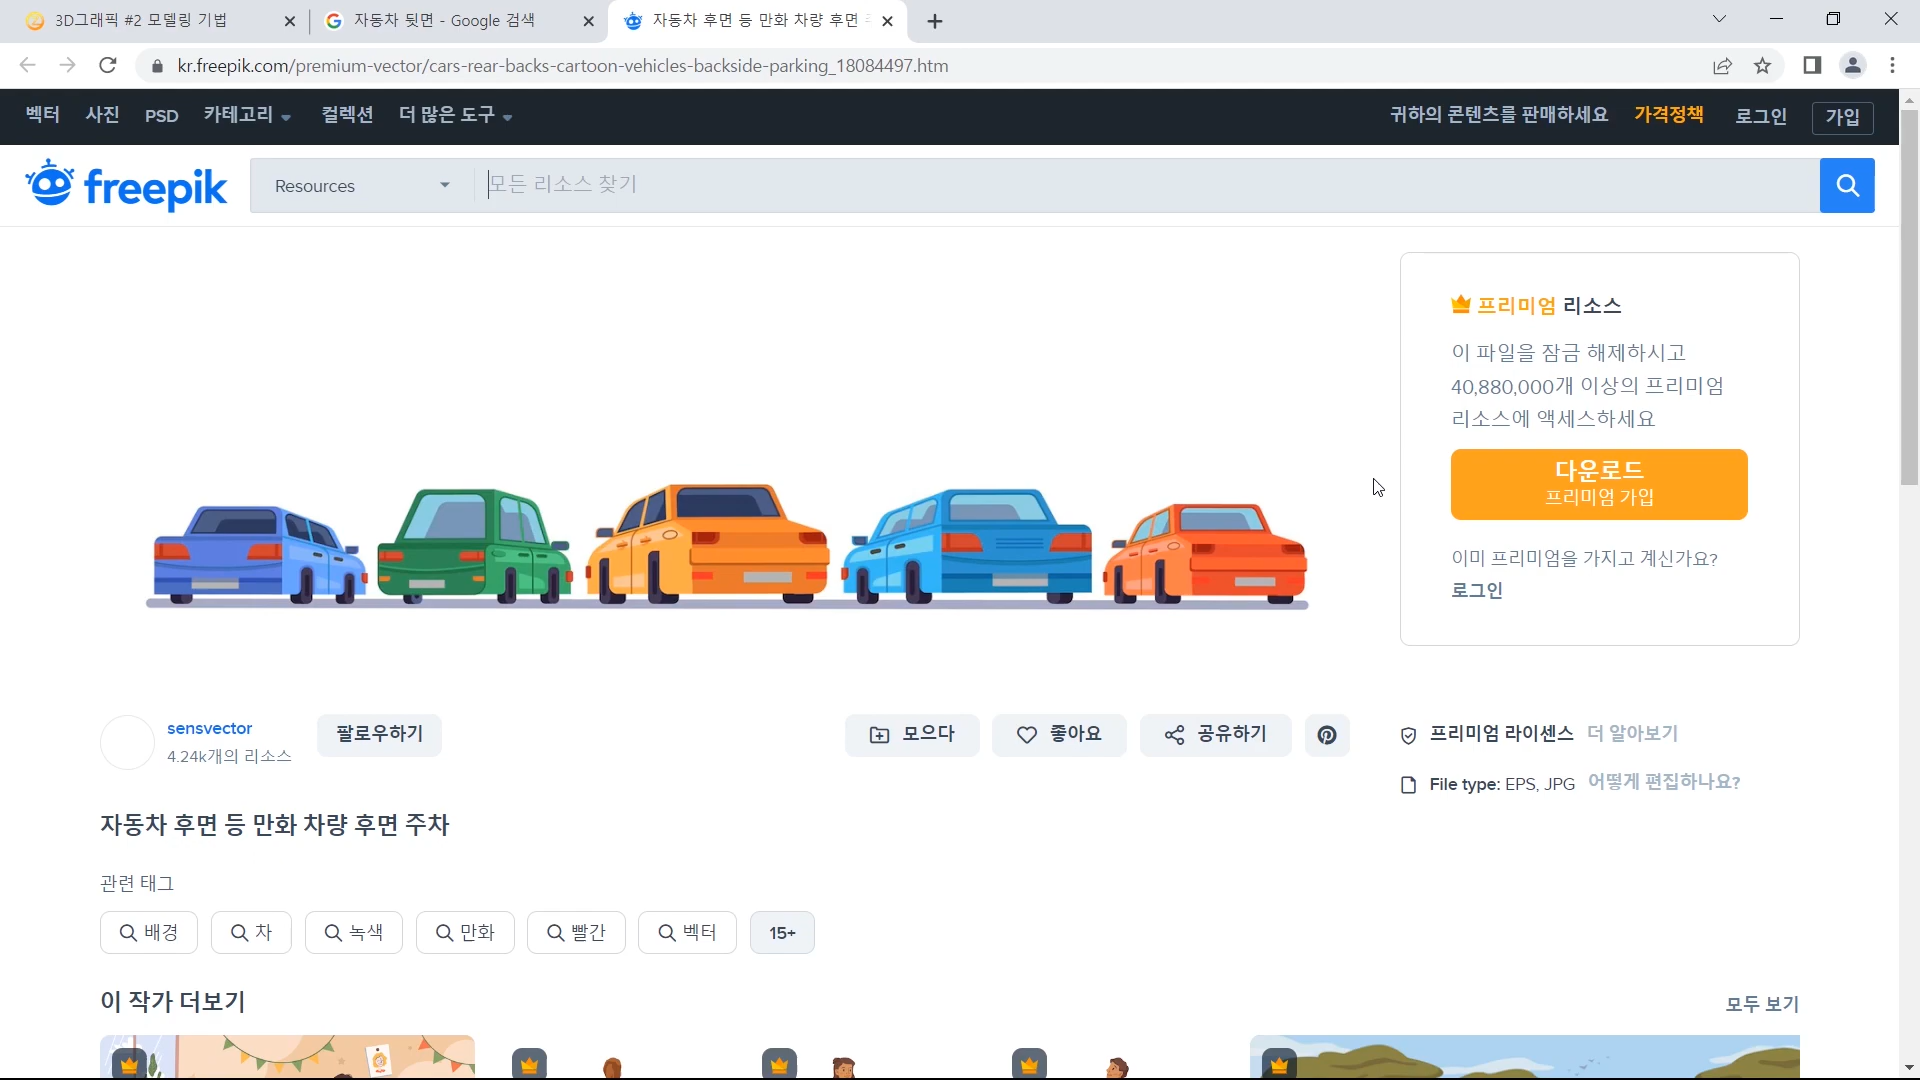 3D그래픽 #2 모델링 기법
자동차 뒷면 - Google 검색
자동차 후면 등 만화 차량 후면
kr.freepik.com/premium-vector/cars-rear-backs-cartoon-vehicles-backside-parking_18084497.htm
벡터 사진 PSD 카테고리 컬렉션 더 많은 도구 귀하의 콘텐츠를 판매하세요 가격정책 로그인 가입
freepik Resources 모든 리소스 찾기
프리미엄 리소스
이 파일을 잠금 해제하시고
40,880,000개 이상의 프리미엄
리소스에 액세스하세요
다운로드
프리미엄 가입
이미 프리미엄을 가지고 계신가요?
로그인
sensvector
4.24k개의 리소스
팔로우하기
모으다 좋아요 공유하기
프리미엄 라이센스 더 알아보기
File type: EPS, JPG 어떻게 편집하나요?
자동차 후면 등 만화 차량 후면 주차
관련 태그
배경 차 녹색 만화 빨간 벡터 15+
이 작가 더보기 모두 보기